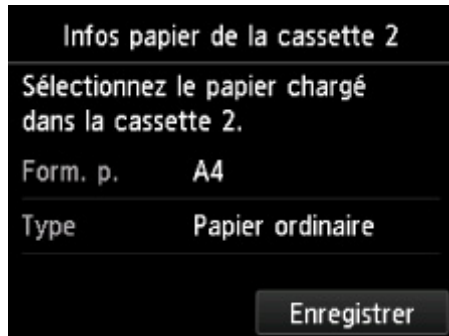 Infos papier de la cassette 2
Sélectionnez le papier chargé
dans la cassette 2.
Form. p. A4
Type Papier ordinaire
Enregistrer